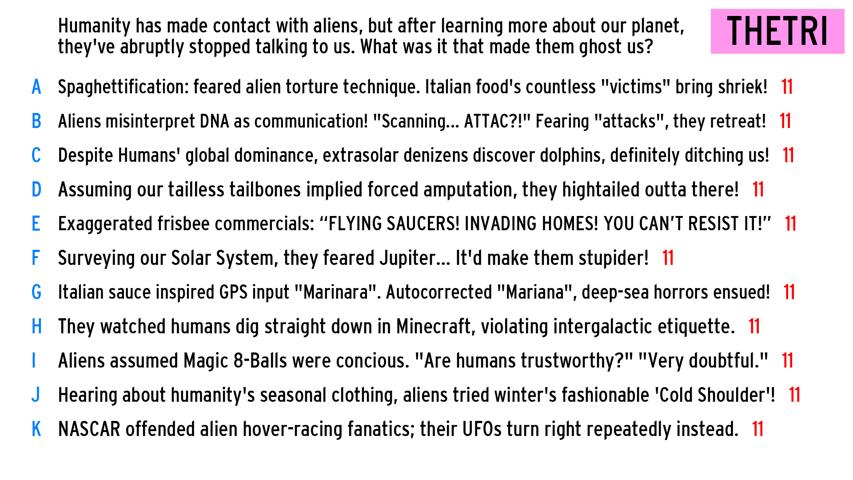 Humanity has made contact with aliens, but after learning more about our planet,
they've abruptly stopped talking to us. What was it that made them ghost us?
THETRI
A Spaghettification: feared alien torture technique. Italian food's countless "victims" bring shriek! 11
B Aliens misinterpret DNA as communication! "Scanning... ATTAC?!" Fearing "attacks", they retreat! 11
C Despite Humans' global dominance, extrasolar denizens discover dolphins, definitely ditching us! 11
D Assuming our tailless tailbones implied forced amputation, they hightailed outta there! 11
E Exaggerated frisbee commercials: “FLYING SAUCERS! INVADING HOMES! YOU CAN’T RESIST IT!” 11
F Surveying our Solar System, they feared Jupiter... It'd make them stupider! 11
G Italian sauce inspired GPS input "Marinara". Autocorrected "Mariana", deep-sea horrors ensued! 11
H They watched humans dig straight down in Minecraft, violating intergalactic etiquette. 11
I Aliens assumed Magic 8-Balls were concious. "Are humans trustworthy?" "Very doubtful." 11
J Hearing about humanity's seasonal clothing, aliens tried winter's fashionable 'Cold Shoulder'! 11
K NASCAR offended alien hover-racing fanatics; their UFOs turn right repeatedly instead. 11